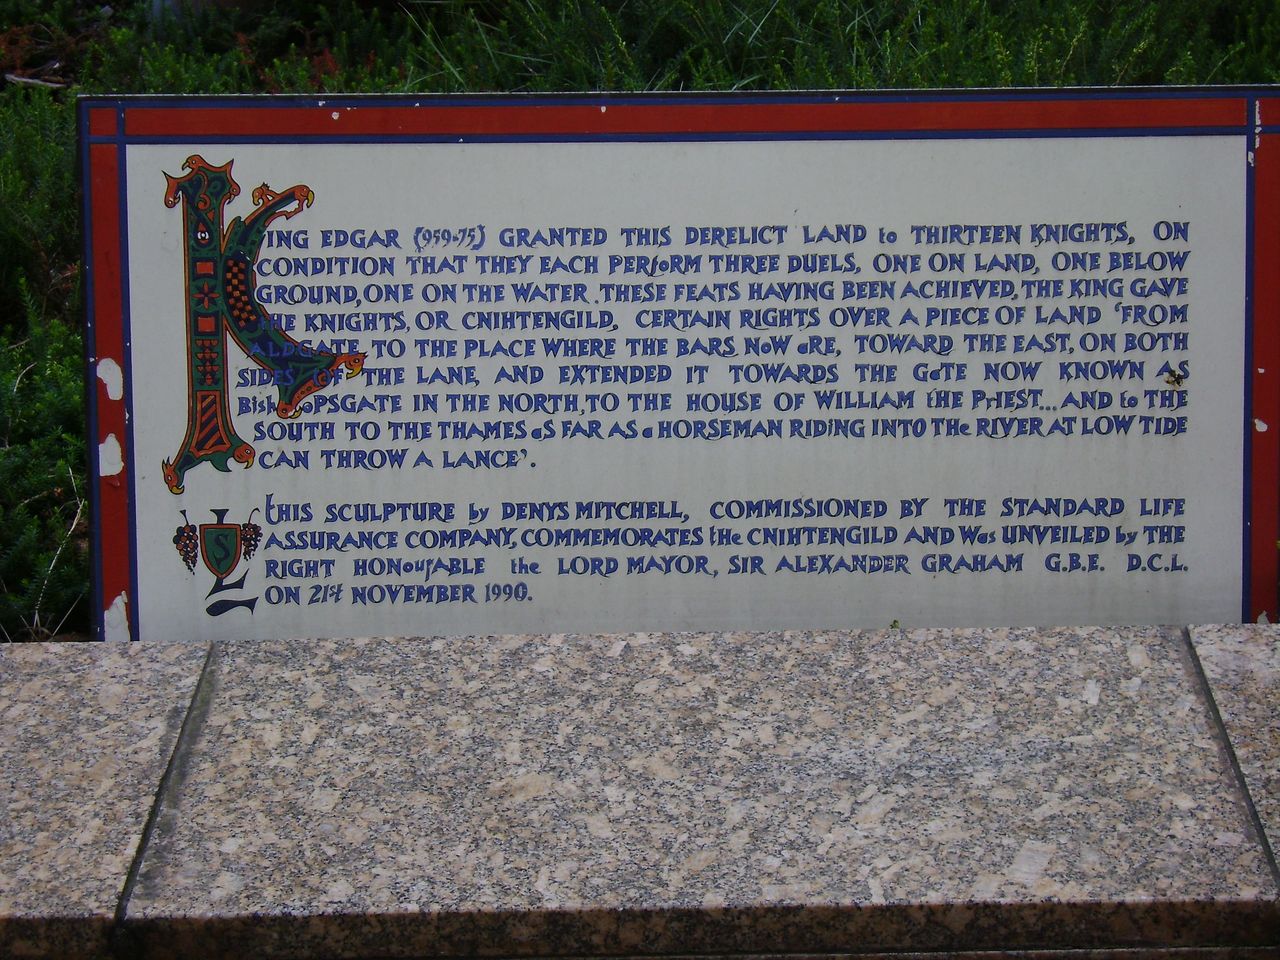 KING EDGAR (959-75) GRANTED THIS DERELICT LAND to THIRTEEN KNIGHTS, ON
CONDITION THAT THEY EACH PERfoRM THREE DUELS, ONE ON LAND, ONE BELOW
GROUND, ONE ON THE WATER. THESE FEATS HAVING BEEN ACHIEVED, THE KING GAVE
THE KNIGHTS, OR CNIHTENGILD, CERTAIN RIGHTS OVER A PIECE OF LAND 'FROM
ALDGATE TO THE PLACE WHERE THE BARS NOW aRE, TOWARD THE EAST, ON BOTH
SIDES OF THE LANE, AND EXTENDED IT TOWARDS THE GaTE NOW KNOWN AS
BishOPSGATE IN THE NORTH, TO THE HOUSE OF WILLIAM the PriEST... AND to THE
SOUTH TO THE THAMES aS FAR AS a HORSEMAN RIDING INTO THe RIVER AT LOW TIDE
CAN THROW A LANCE'.
tHIS SCULPTURE by DENYS MITCHELL, COMMISSIONED BY THE STANDARD LIFE
ASSURANCE COMPANY, COMMEMORATES the CNIHTENGILD AND Was UNVEILED by THE
RIGHT HONouRABLE the LORD MAYOR, SIR ALEXANDER GRAHAM G.B.E. D.C.L.
ON 21st NOVEMBER 1990.
S